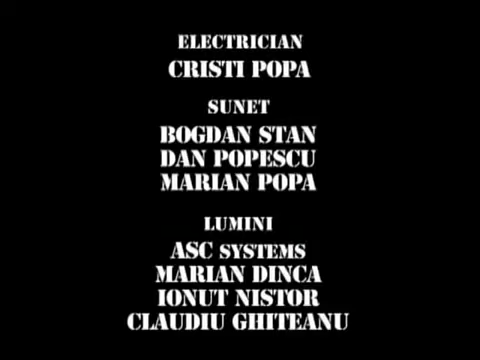 ELECTRICIAN
CRISTI POPA
SUNET
BOGDAN STAN
DAN POPESCU
MARIAN POPA
LUMINI
ASC SYSTEMS
MARIAN DINCA
IONUT NISTOR
CLAUDIU GHITEANU